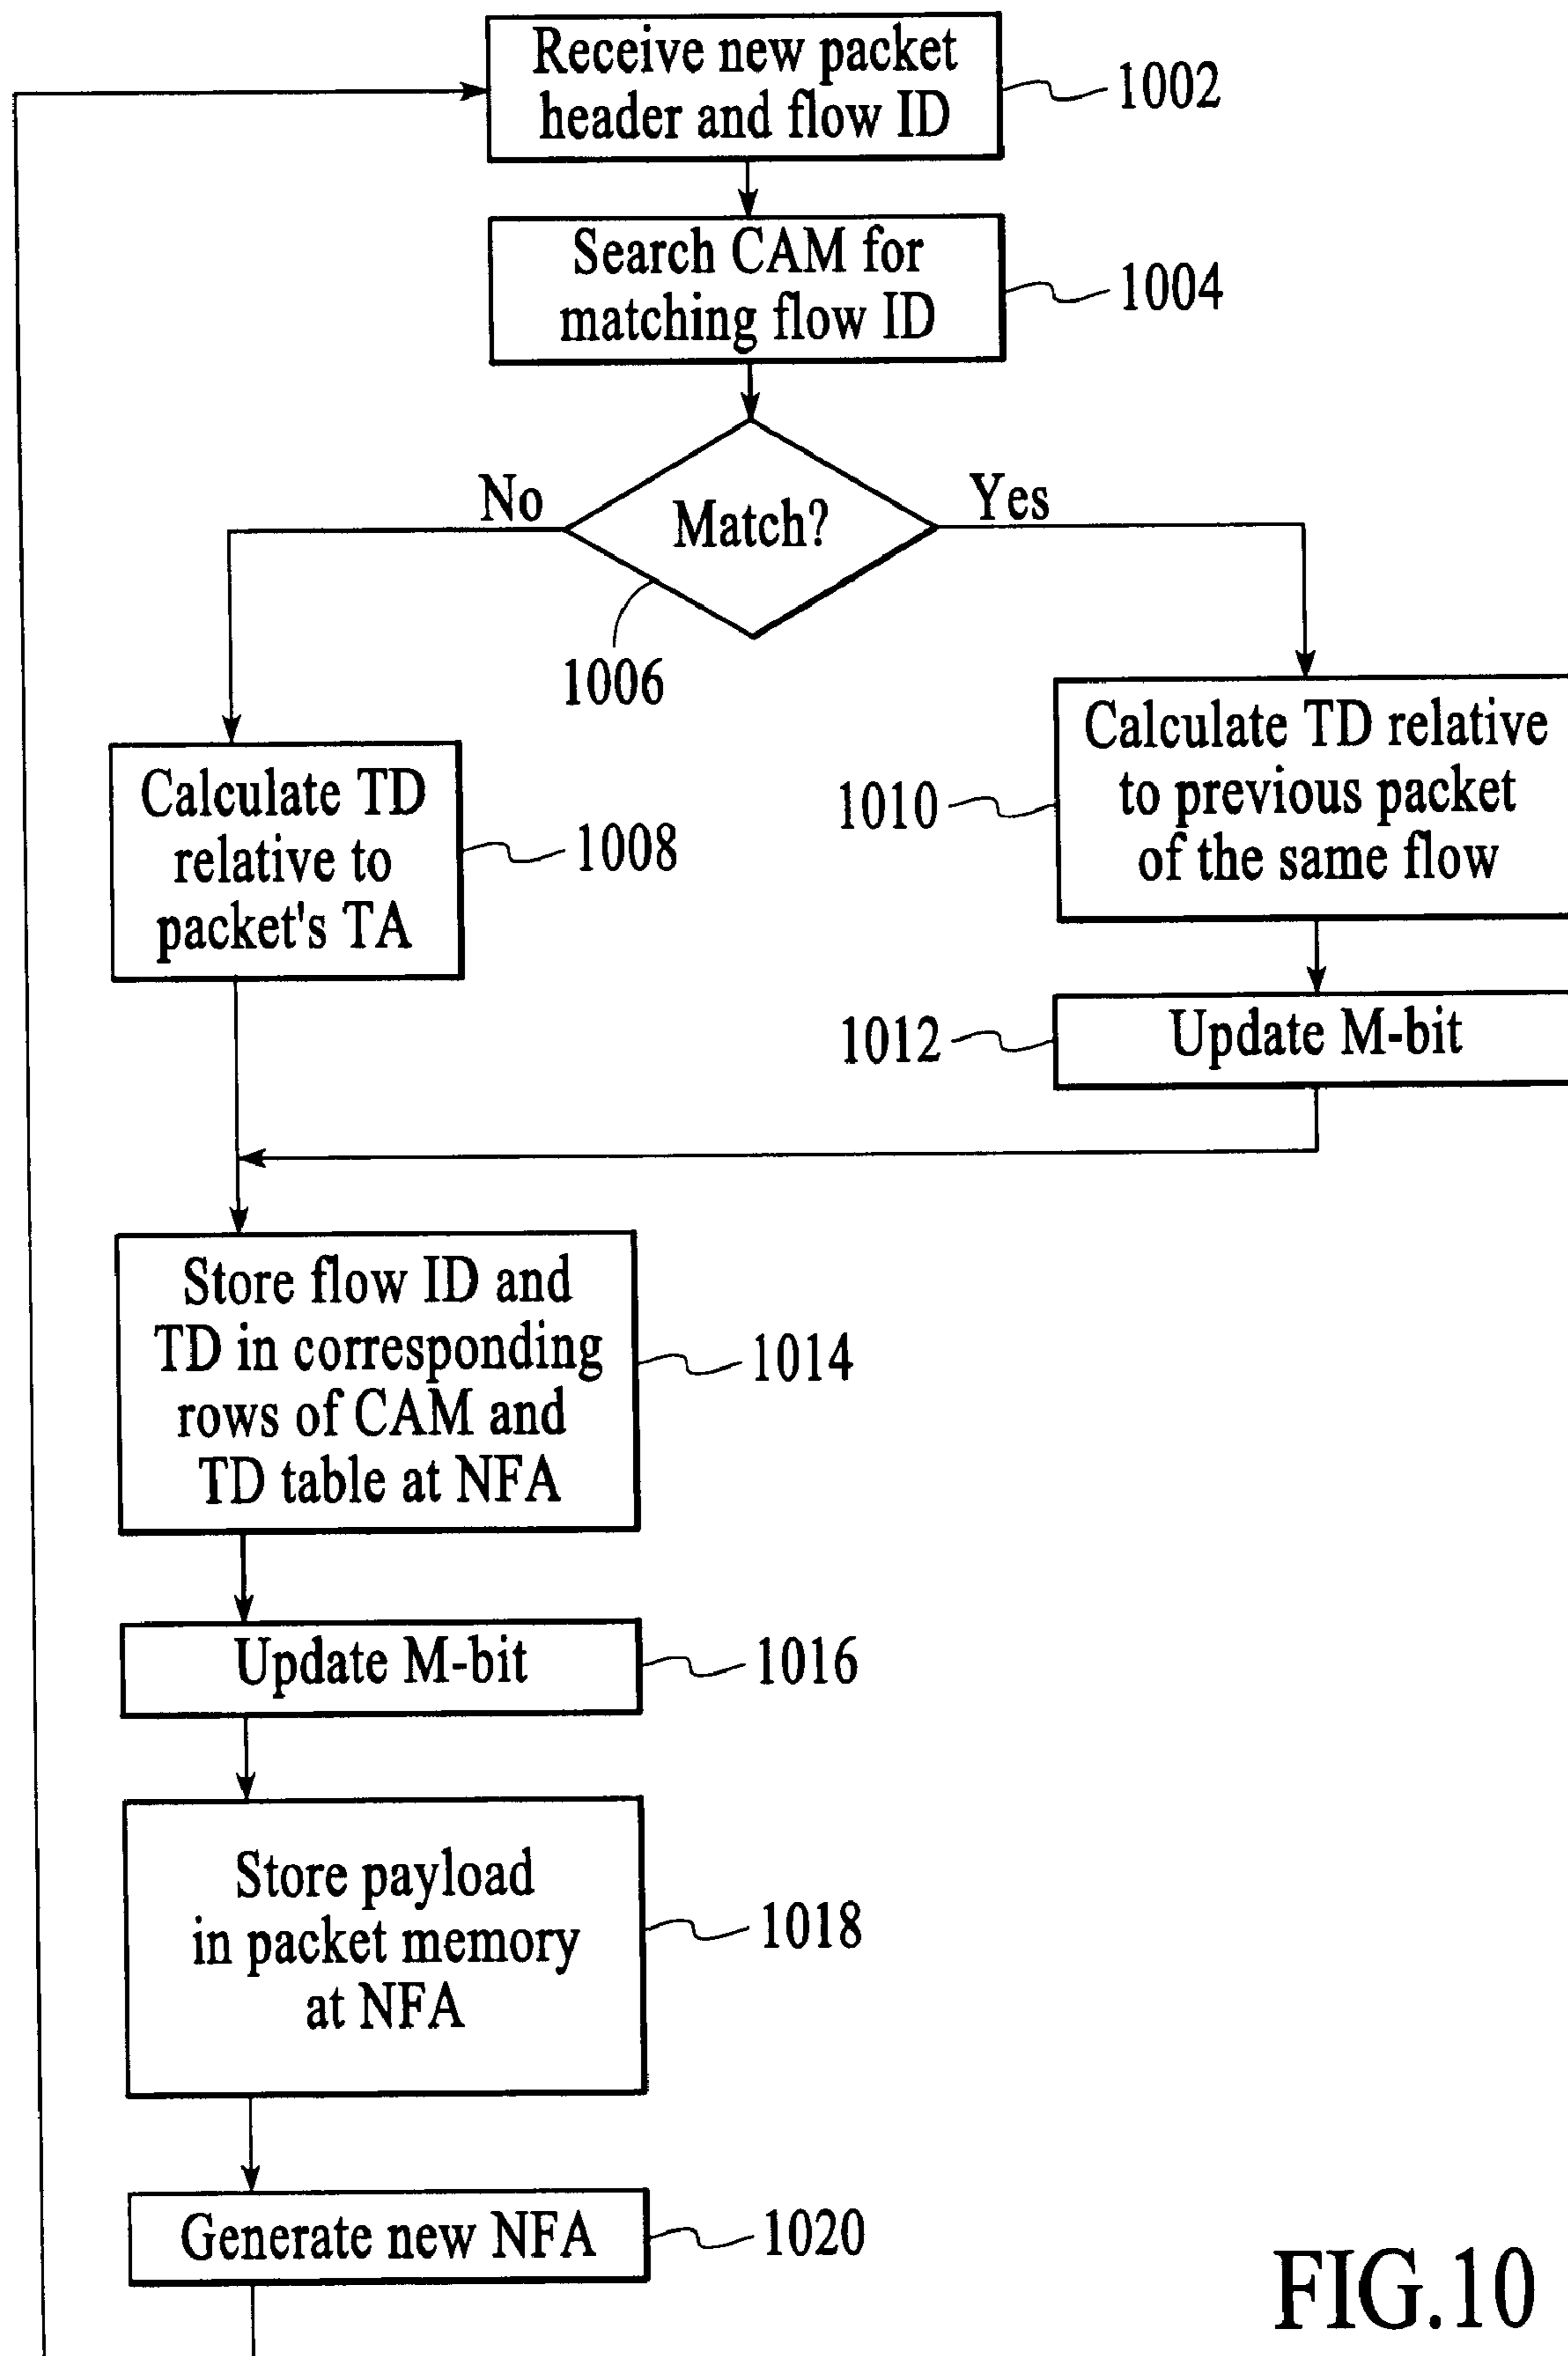 Receive new packet
header and flow ID
1002
Search CAM for
matching flow ID
1004
No
Match?
Yes
1006
Calculate TD
relative to
packet's TA
1008
Calculate TD relative
to previous packet
of the same flow
1010
Update M-bit
1012
Store flow ID and
TD in corresponding
rows of CAM and
TD table at NFA
1014
Update M-bit
1016
Store payload
in packet memory
at NFA
1018
Generate new NFA
1020
FIG.10